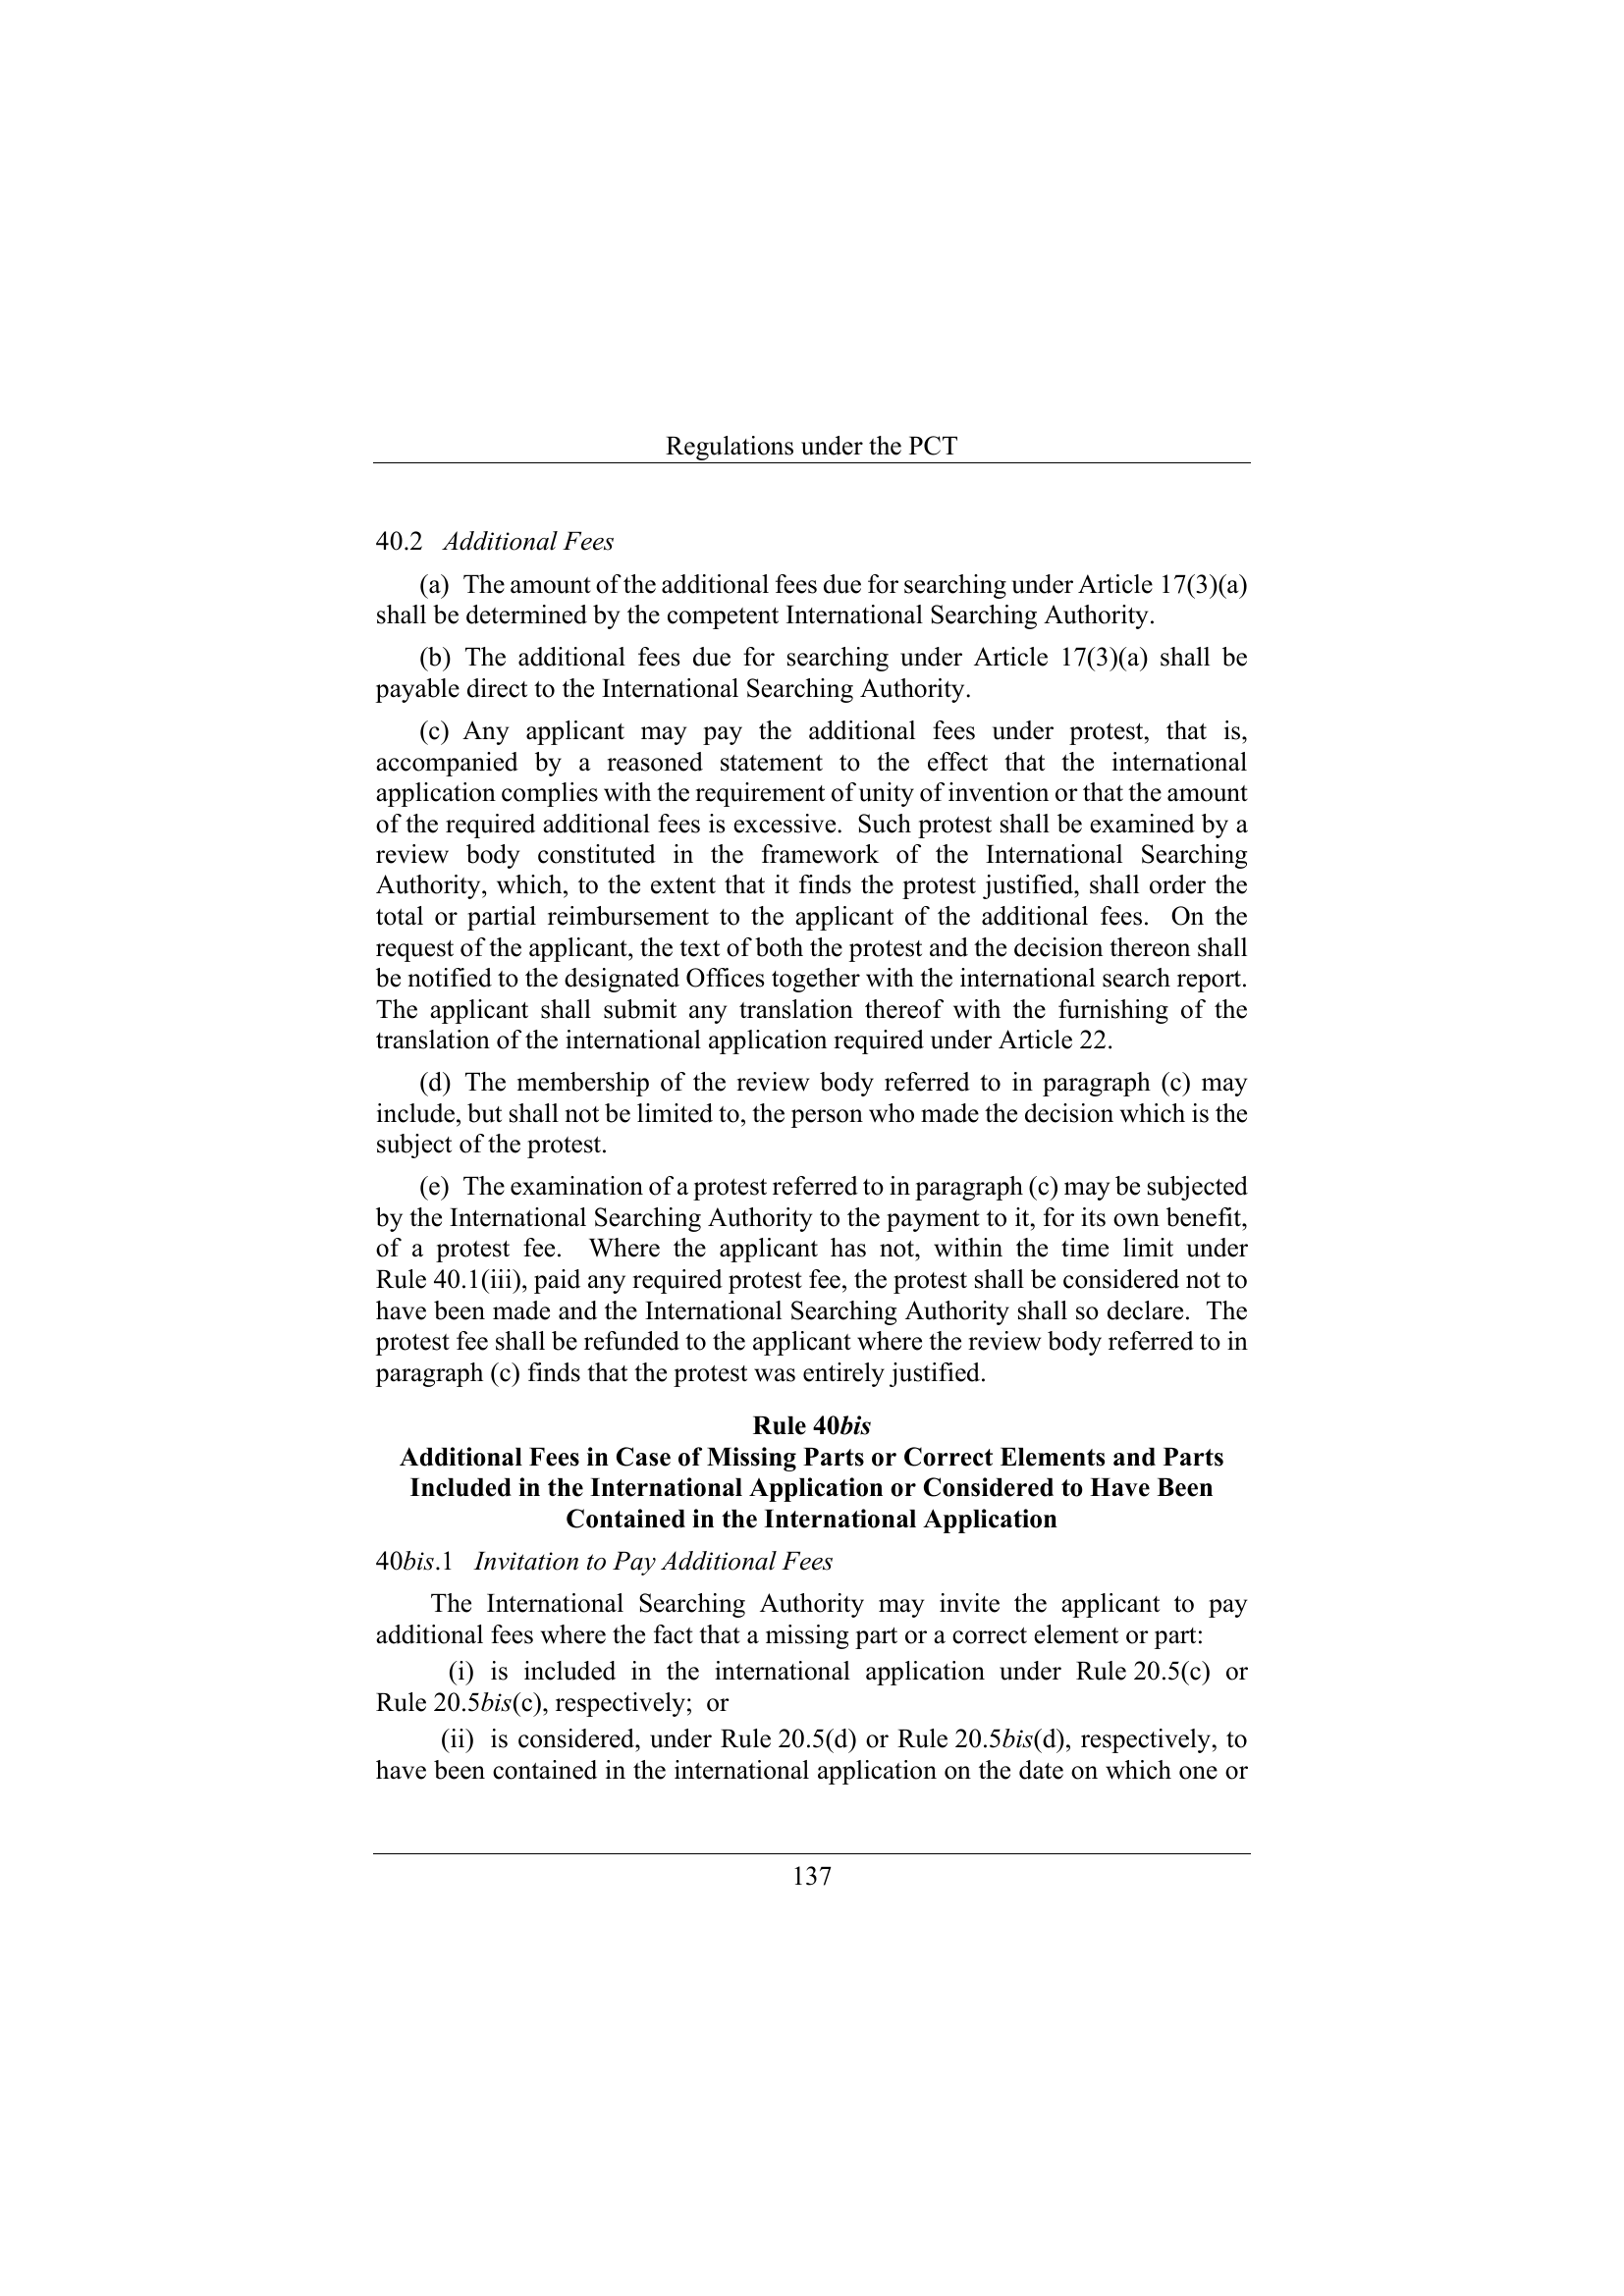 Regulations under the PCT
40.2 Additional Fees
(a) The amount of the additional fees due for searching under Article 17(3)(a)
shall be determined by the competent International Searching Authority.
(b) The additional fees due for searching under Article 17(3)(a) shall be
payable direct to the International Searching Authority.
(c) Any applicant may pay the additional fees under protest, that is,
accompanied by a reasoned statement to the effect that the international
application complies with the requirement of unity of invention or that the amount
of the required additional fees is excessive. Such protest shall be examined by a
review body constituted in the framework of the International Searching
Authority, which, to the extent that it finds the protest justified, shall order the
total or partial reimbursement to the applicant of the additional fees. On the
request of the applicant, the text of both the protest and the decision thereon shall
be notified to the designated Offices together with the international search report.
The applicant shall submit any translation thereof with the furnishing of the
translation of the international application required under Article 22.
(d) The membership of the review body referred to in paragraph (c) may
include, but shall not be limited to, the person who made the decision which is the
subject of the protest.
(e) The examination of a protest referred to in paragraph (c) may be subjected
by the International Searching Authority to the payment to it, for its own benefit,
of a protest fee. Where the applicant has not, within the time limit under
Rule 40.1(iii), paid any required protest fee, the protest shall be considered not to
have been made and the International Searching Authority shall so declare. The
protest fee shall be refunded to the applicant where the review body referred to in
paragraph (c) finds that the protest was entirely justified.
Rule 40bis
Additional Fees in Case of Missing Parts or Correct Elements and Parts
Included in the International Application or Considered to Have Been
Contained in the International Application
40bis.1 Invitation to Pay Additional Fees
The International Searching Authority may invite the applicant to pay
additional fees where the fact that a missing part or a correct element or part:
(i) is included in the international application under Rule 20.5(c) or
Rule 20.5bis(c), respectively; or
(ii) is considered, under Rule 20.5(d) or Rule 20.5bis(d), respectively, to
have been contained in the international application on the date on which one or
137